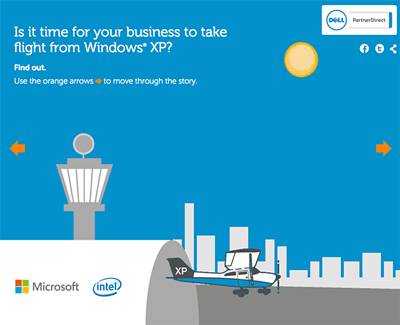 Is it time for your business to take
flight from Windows® XP?
DELL
PartnerDirect
Find out.
Use the orange arrows to move through the story.
XP
Microsoft
intel